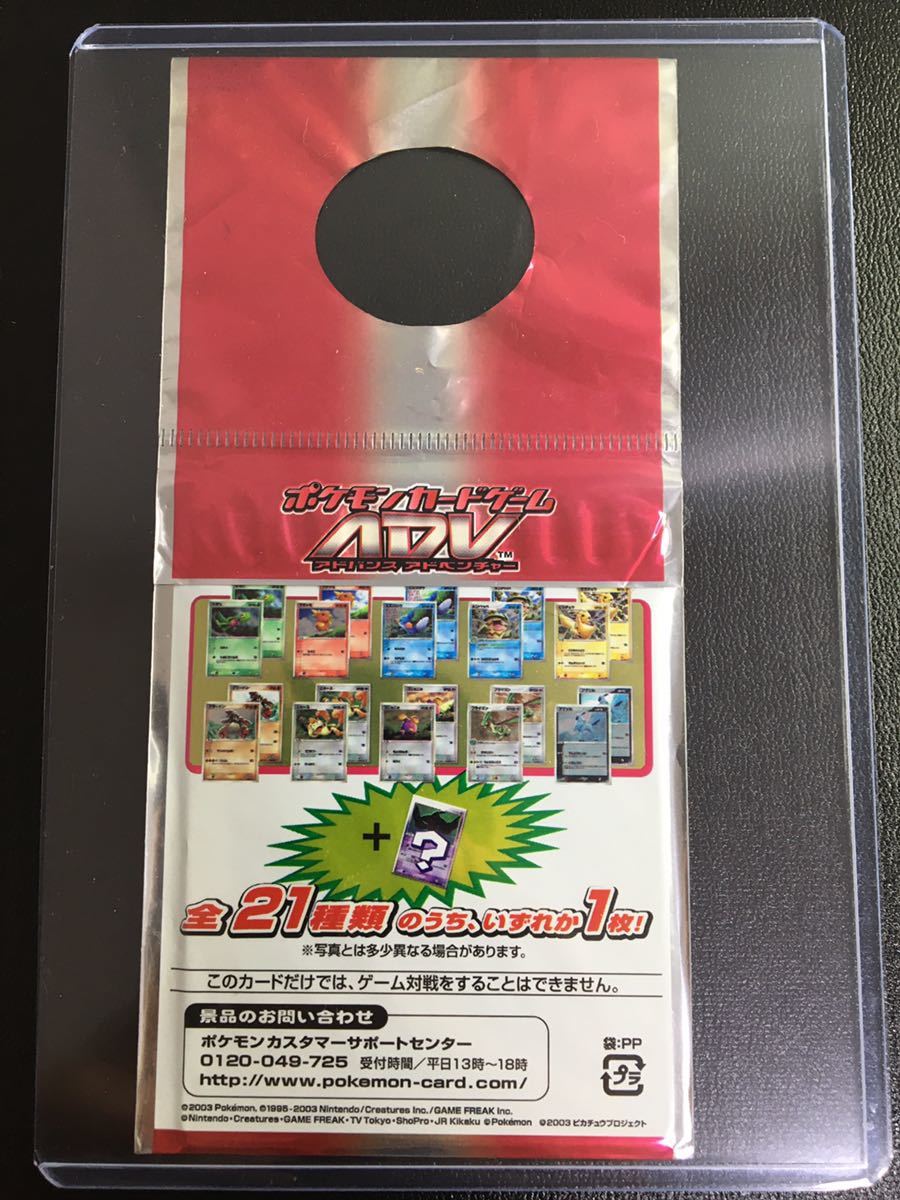 ポケモンカードゲーム
ADV™
アドバンス アドベンチャー
+
?
全21種類のうち、いずれか1枚!
※写真とは多少異なる場合があります。
このカードだけでは、ゲーム対戦をすることはできません。
景品のお問い合わせ
ポケモンカスタマーサポートセンター
0120-049-725 受付時間/平日13時～18時
http://www.pokemon-card.com/
袋:PP
プラ
©2003 Pokémon. ©1995-2003 Nintendo/Creatures Inc./GAME FREAK Inc.
©Nintendo・Creatures・GAME FREAK・TV Tokyo・ShoPro・JR Kikaku ©Pokémon ©2003 ピカチュウプロジェクト